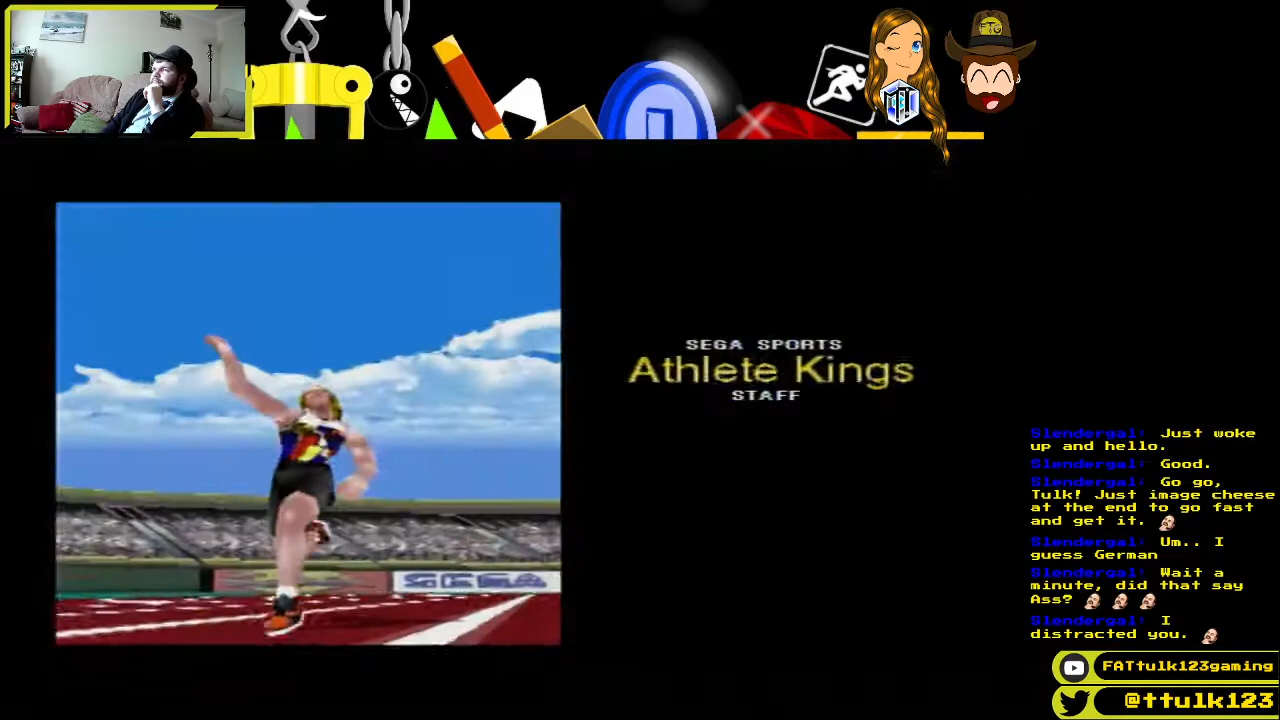 FTG
SEGA SPORTS
Athlete Kings
STAFF
SEGA
Slendergal: Just woke
up and hello.
Slendergal: Good.
Slendergal: Go go,
Tulk! Just image cheese
at the end to go fast
and get it.
Slendergal: Um.. I
guess German
Slendergal: Wait a
minute, did that say
Ass?
Slendergal: I
distracted you.
FATtulk123gaming
@ttulk123